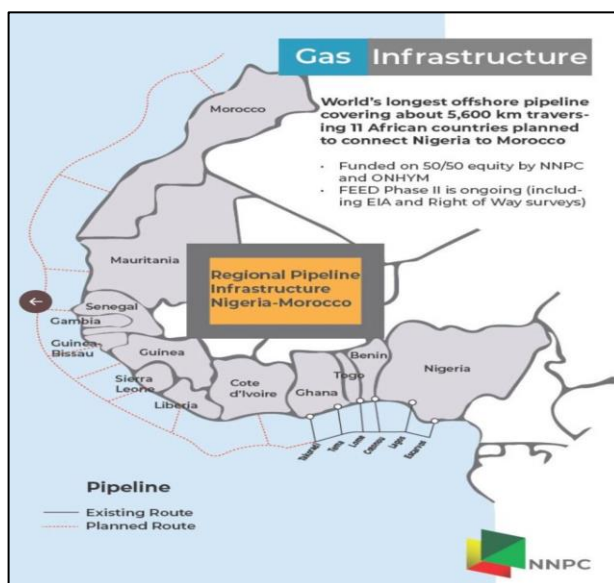 Gas Infrastructure
World's longest offshore pipeline
covering about 5,600 km travers-
ing 11 African countries planned
to connect Nigeria to Morocco
• Funded on 50/50 equity by NNPC
and ONHYM
• FEED Phase II is ongoing (includ-
ing EIA and Right of Way surveys)
Morocco
Mauritania
Regional Pipeline
Infrastructure
Nigeria-Morocco
Senegal
Gambia
Guinea
Bissau
Guinea
Sierra
Leone
Liberia
Cote
d'Ivoire
Ghana
Togo
Benin
Nigeria
Takoradi
Tema
Lome
Cotonou
Lagos
Escarvos
Pipeline
Existing Route
Planned Route
NNPC